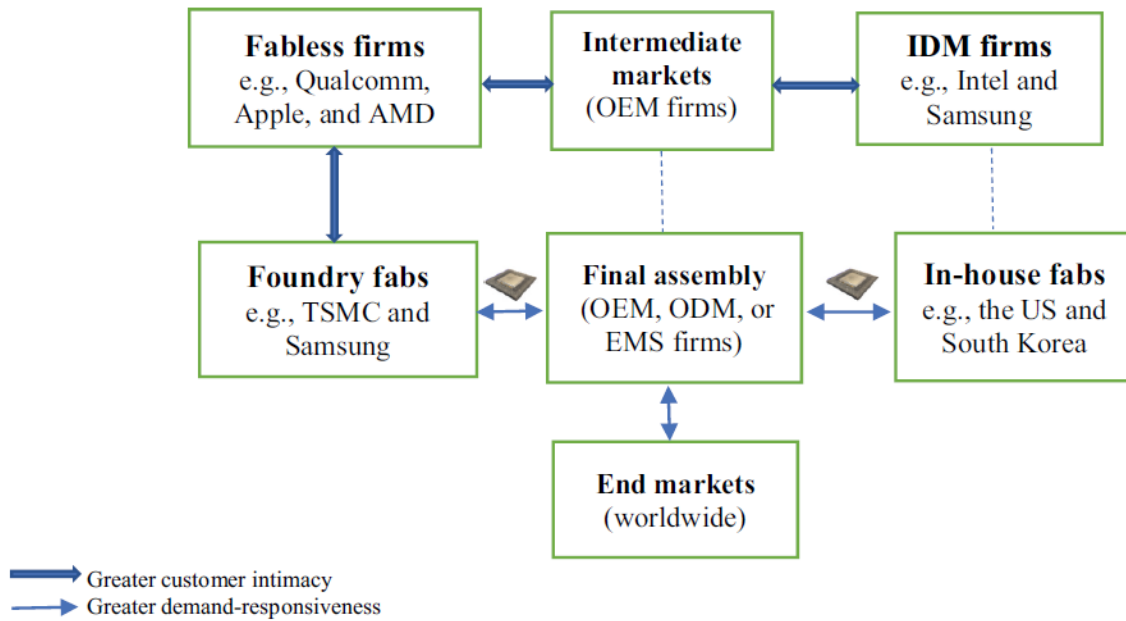 Fabless firms
e.g., Qualcomm,
Apple, and AMD
Intermediate
markets
(OEM firms)
IDM firms
e.g., Intel and
Samsung
Foundry fabs
e.g., TSMC and
Samsung
Final assembly
(OEM, ODM, or
EMS firms)
In-house fabs
e.g., the US and
South Korea
End markets
(worldwide)
Greater customer intimacy
Greater demand-responsiveness